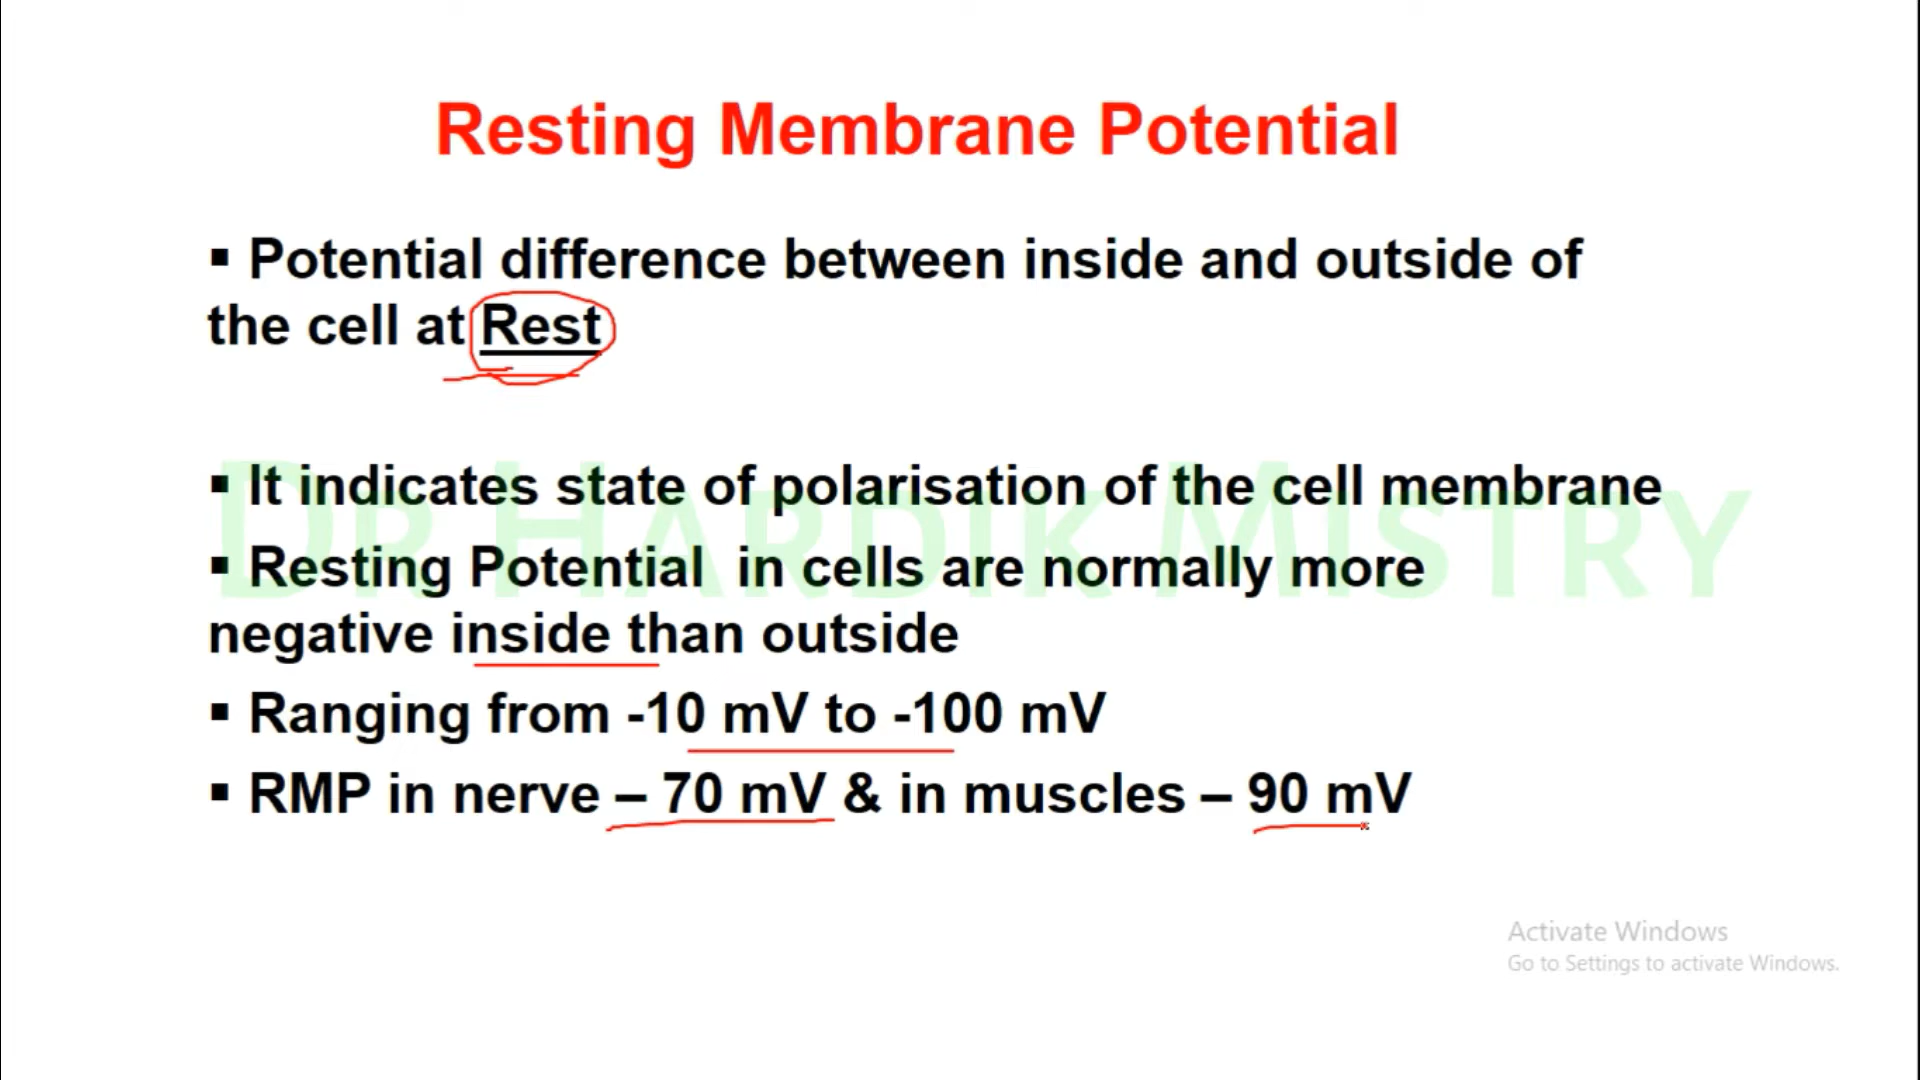 Resting Membrane Potential
▪ Potential difference between inside and outside of
the cell at Rest
▪ It indicates state of polarisation of the cell membrane
DR HARDIK MISTRY
▪ Resting Potential in cells are normally more
negative inside than outside
▪ Ranging from -10 mV to -100 mV
▪ RMP in nerve – 70 mV & in muscles – 90 mV
Activate Windows
Go to Settings to activate Windows.